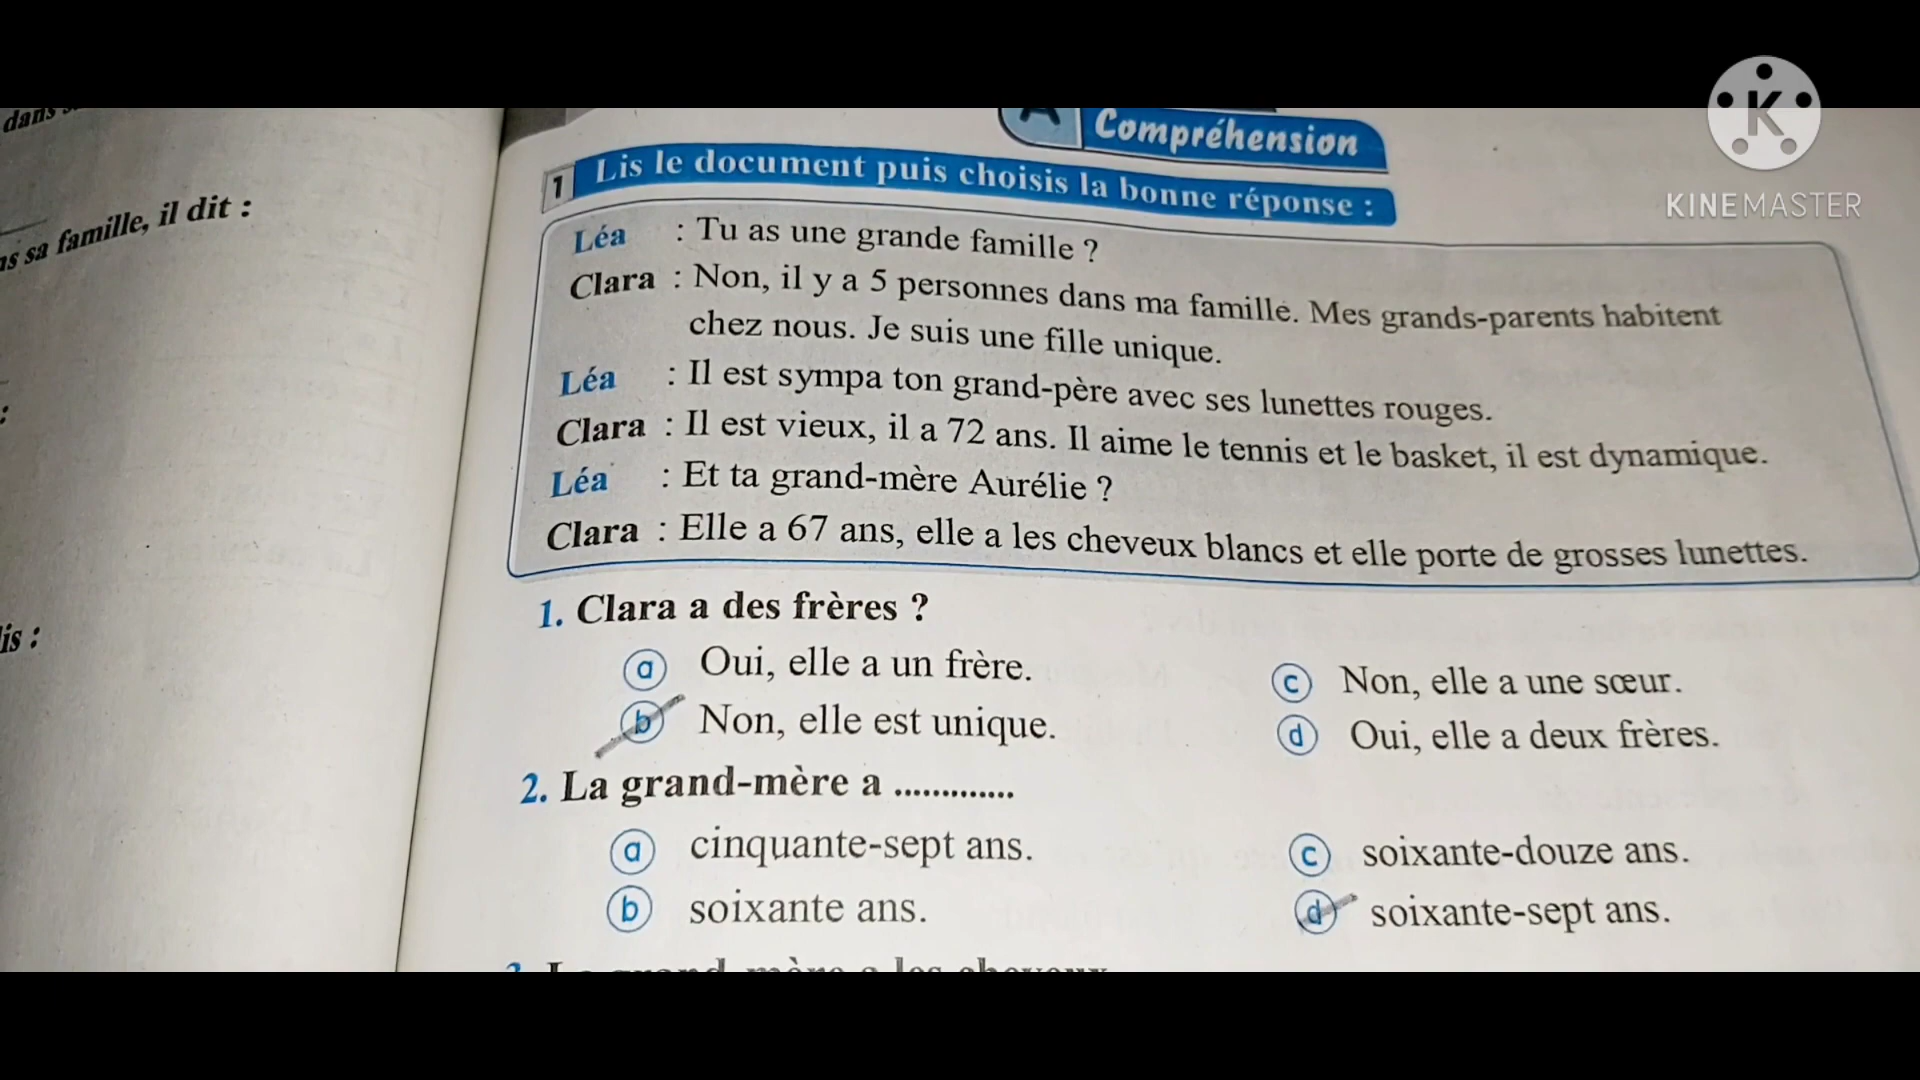 dans
sa famille, il dit :
:
is :
KINEMASTER
A Compréhension
1 Lis le document puis choisis la bonne réponse :
Léa : Tu as une grande famille ?
Clara : Non, il y a 5 personnes dans ma famille. Mes grands-parents habitent
chez nous. Je suis une fille unique.
Léa : Il est sympa ton grand-père avec ses lunettes rouges.
Clara : Il est vieux, il a 72 ans. Il aime le tennis et le basket, il est dynamique.
Léa : Et ta grand-mère Aurélie ?
Clara : Elle a 67 ans, elle a les cheveux blancs et elle porte de grosses lunettes.
1. Clara a des frères ?
a Oui, elle a un frère.
c Non, elle a une sœur.
b Non, elle est unique.
d Oui, elle a deux frères.
2. La grand-mère a .............
a cinquante-sept ans.
c soixante-douze ans.
b soixante ans.
d soixante-sept ans.
grand-mère a les cheveux